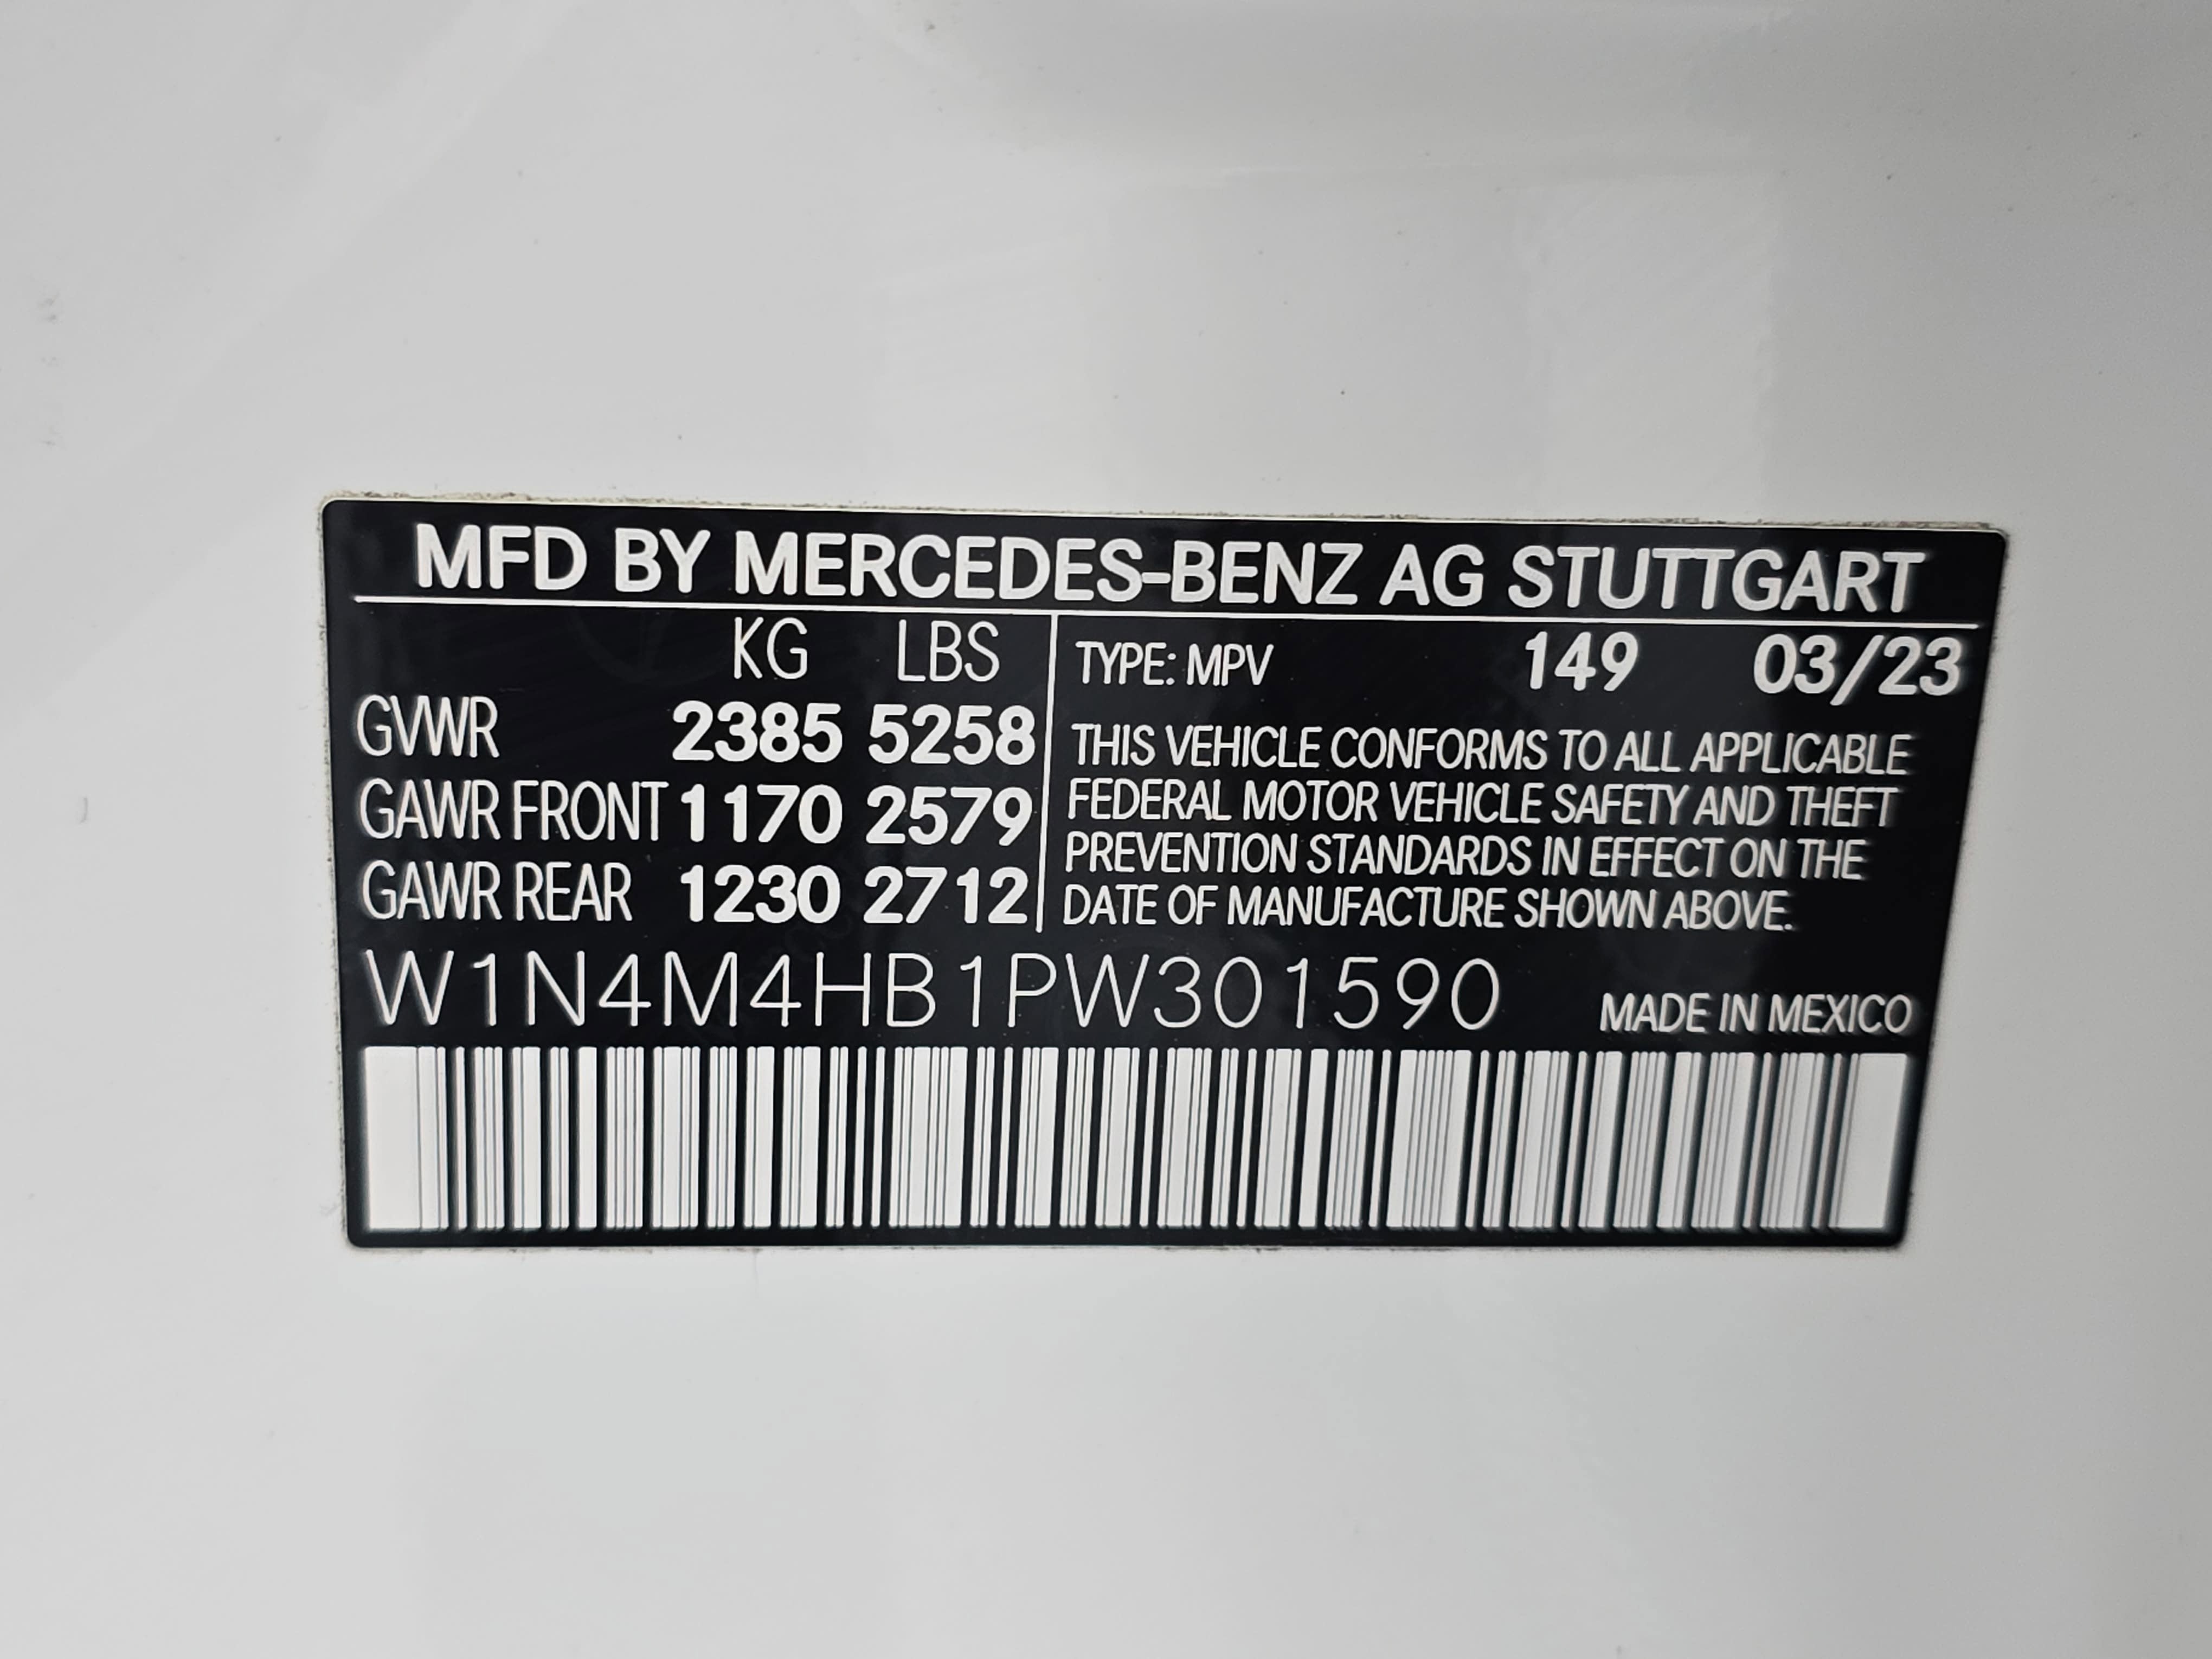 MFD BY MERCEDES-BENZ AG STUTTGART
KG LBS
GVWR 2385 5258
GAWR FRONT 1170 2579
GAWR REAR 1230 2712
TYPE: MPV 149 03/23
THIS VEHICLE CONFORMS TO ALL APPLICABLE
FEDERAL MOTOR VEHICLE SAFETY AND THEFT
PREVENTION STANDARDS IN EFFECT ON THE
DATE OF MANUFACTURE SHOWN ABOVE.
W1N4M4HB1PW301590 MADE IN MEXICO